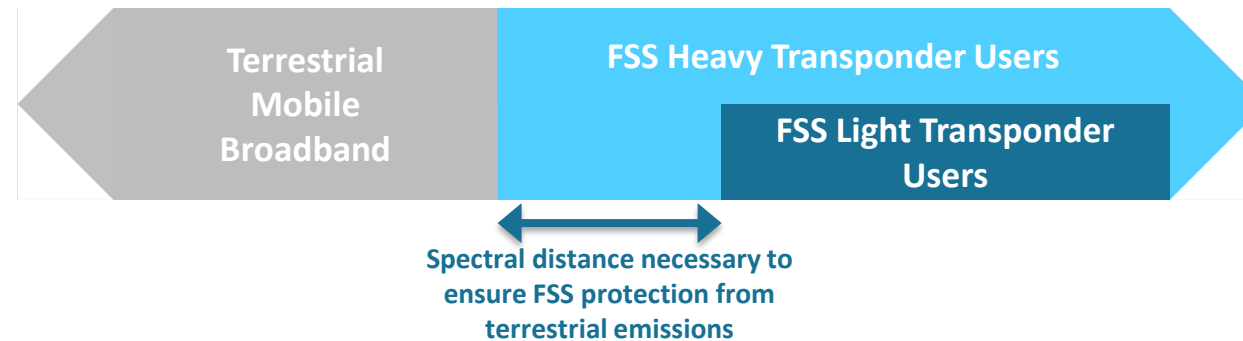 Terrestrial
Mobile
Broadband
FSS Heavy Transponder Users
FSS Light Transponder
Users
Spectral distance necessary to
ensure FSS protection from
terrestrial emissions